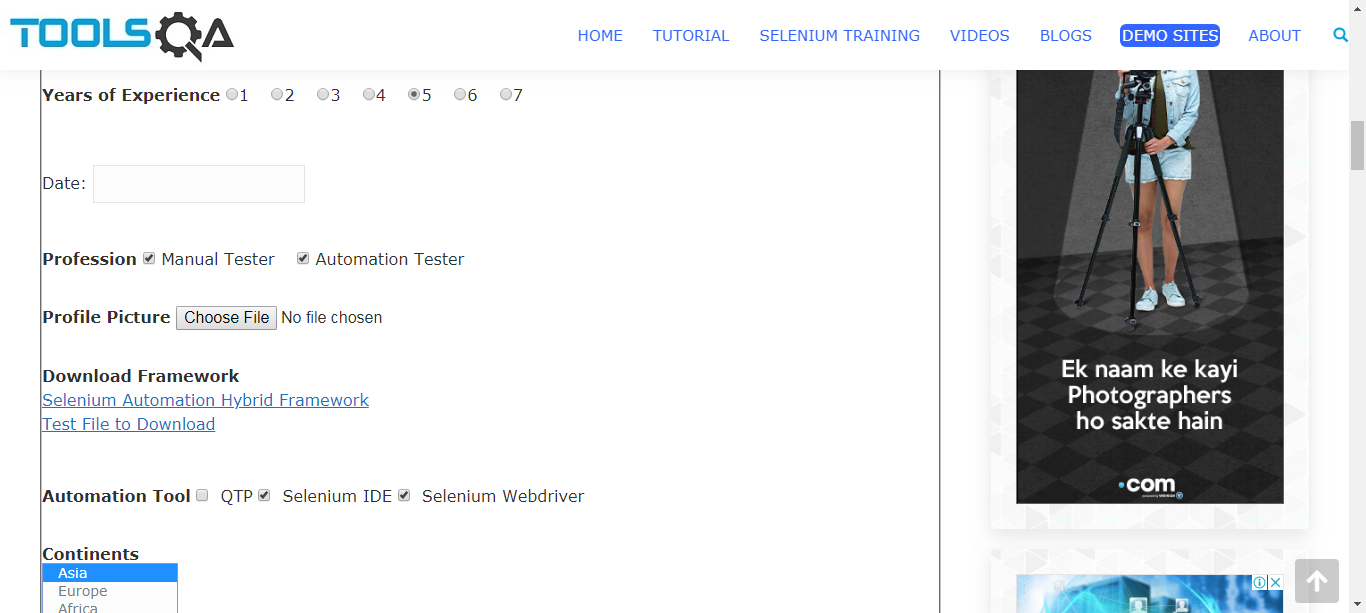 TOOLSQA
HOME TUTORIAL SELENIUM TRAINING VIDEOS BLOGS DEMO SITES ABOUT
Years of Experience 1 2 3 4 5 6 7
Date:
Profession Manual Tester Automation Tester
Profile Picture Choose File No file chosen
Download Framework
Selenium Automation Hybrid Framework
Test File to Download
Automation Tool QTP Selenium IDE Selenium Webdriver
Continents
Asia
Europe
Africa
Ek naam ke kayi
Photographers
ho sakte hain
.com